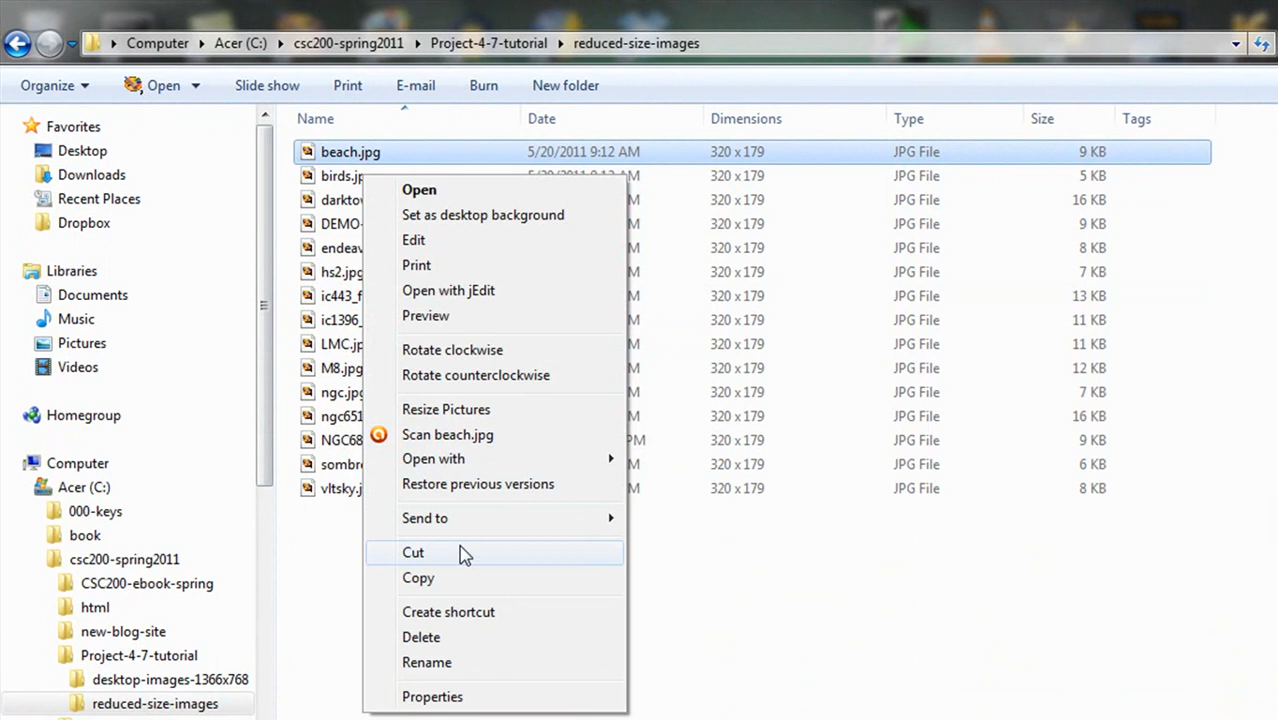 Computer Acer (C:) csc200-spring2011 Project-4-7-tutorial reduced-size-images
Organize Open Slide show Print E-mail Burn New folder
Favorites
Desktop
Downloads
Recent Places
Dropbox
Libraries
Documents
Music
Pictures
Videos
Homegroup
Computer
Acer (C:)
000-keys
book
csc200-spring2011
CSC200-ebook-spring
html
new-blog-site
Project-4-7-tutorial
desktop-images-1366x768
reduced-size-images
Name Date Dimensions Type Size Tags
beach.jpg 5/20/2011 9:12 AM 320 x 179 JPG File 9 KB
birds.jp 320 x 179 JPG File 5 KB
darktow M 320 x 179 JPG File 16 KB
DEMO- M 320 x 179 JPG File 9 KB
endeav M 320 x 179 JPG File 8 KB
hs2.jpg M 320 x 179 JPG File 7 KB
ic443_f M 320 x 179 JPG File 13 KB
ic1396_ M 320 x 179 JPG File 11 KB
LMC.jp M 320 x 179 JPG File 11 KB
M8.jpg M 320 x 179 JPG File 12 KB
ngc.jpg M 320 x 179 JPG File 7 KB
ngc651 M 320 x 179 JPG File 16 KB
NGC68 PM 320 x 179 JPG File 9 KB
sombre M 320 x 179 JPG File 6 KB
vltsky.j M 320 x 179 JPG File 8 KB
Open
Set as desktop background
Edit
Print
Open with jEdit
Preview
Rotate clockwise
Rotate counterclockwise
Resize Pictures
Scan beach.jpg
Open with
Restore previous versions
Send to
Cut
Copy
Create shortcut
Delete
Rename
Properties